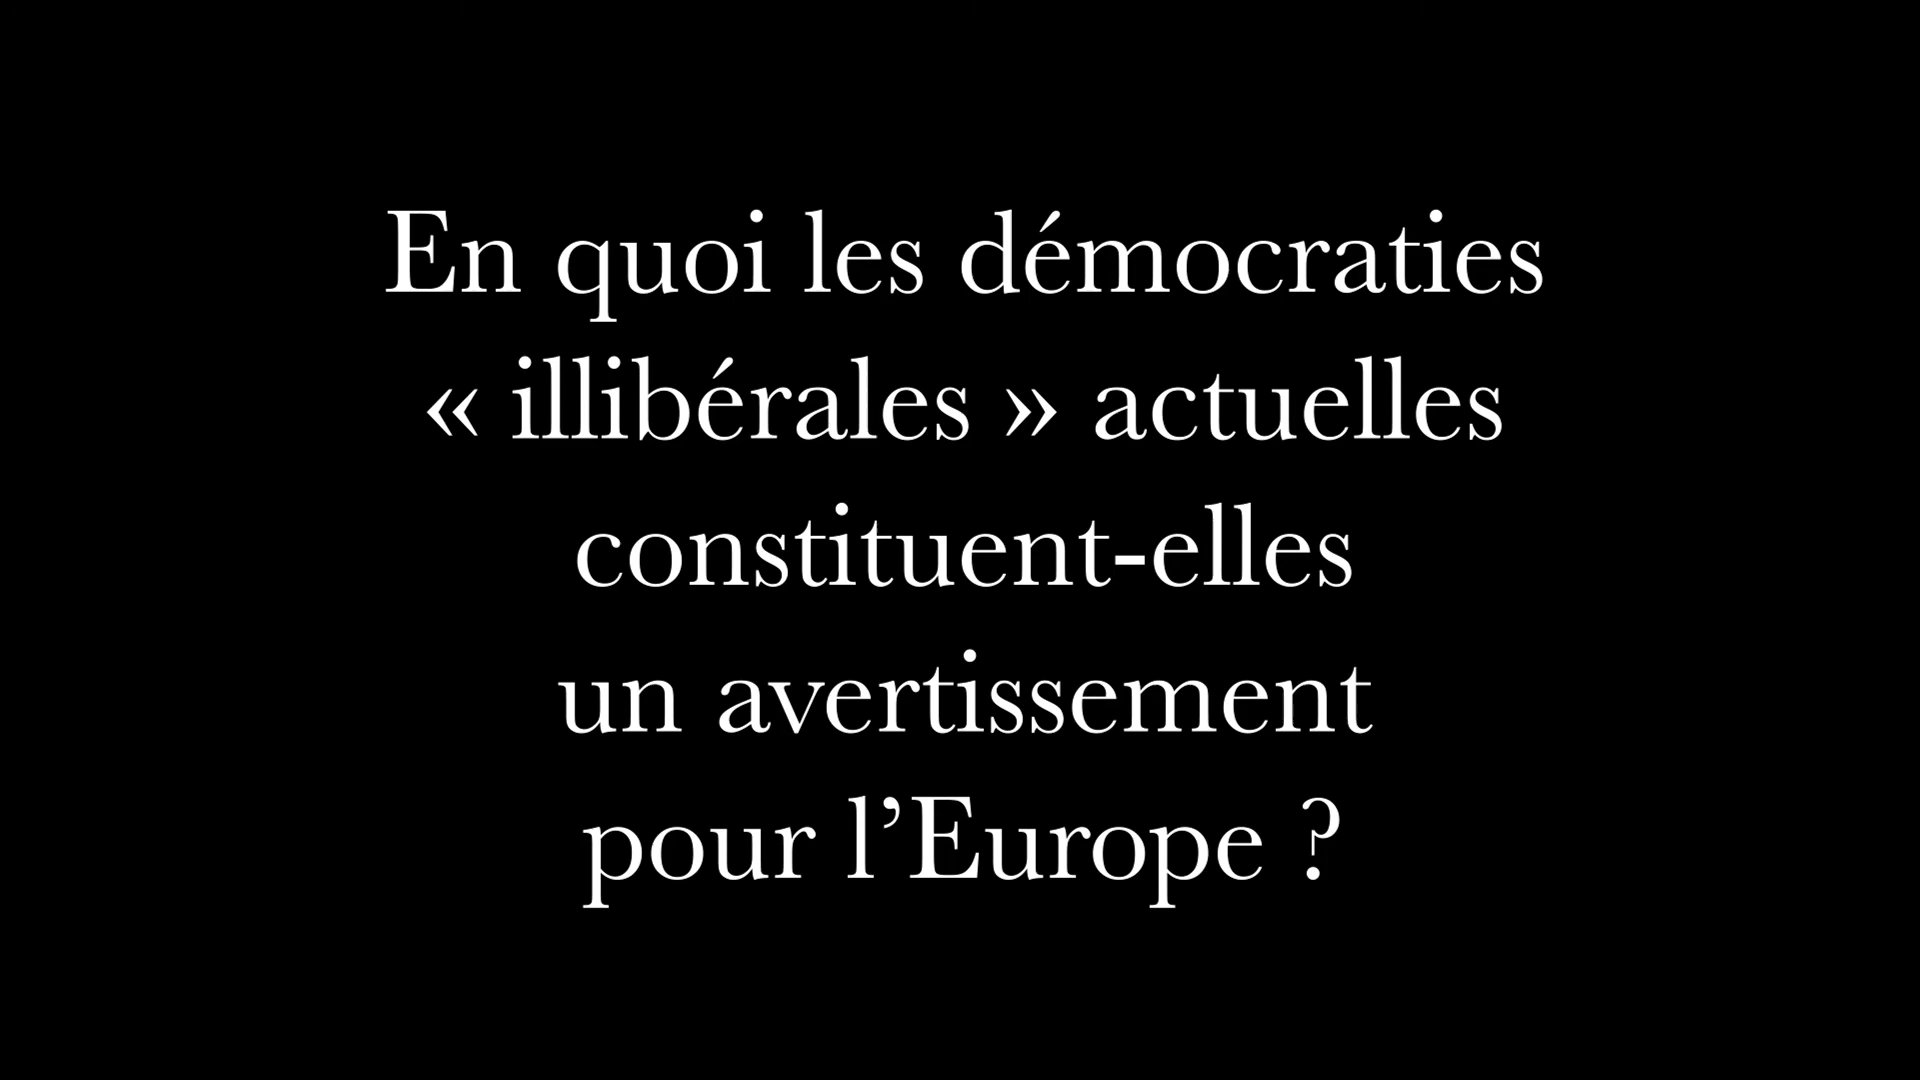 En quoi les démocraties
« illibérales » actuelles
constituent-elles
un avertissement
pour l’Europe ?